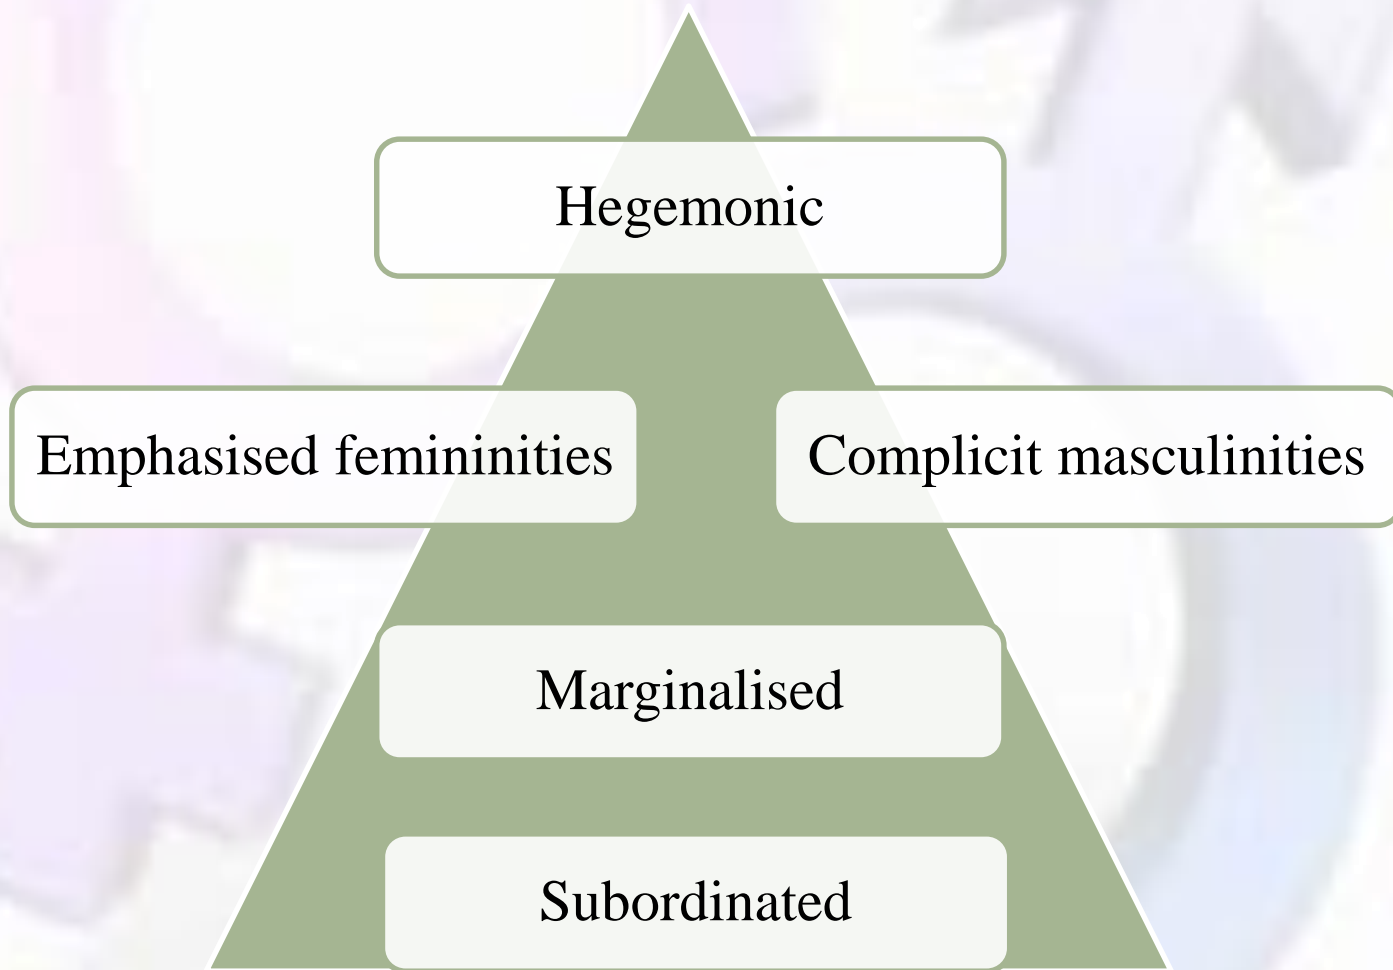 Hegemonic
Emphasised femininities
Complicit masculinities
Marginalised
Subordinated